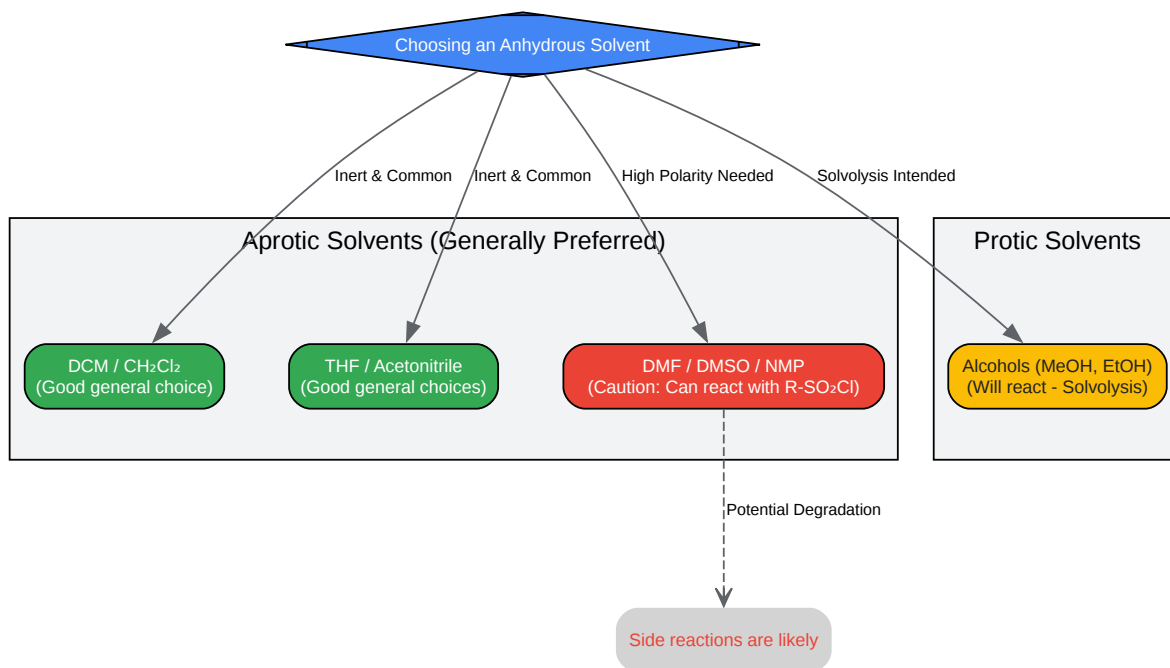 Choosing an Anhydrous Solvent
Inert & Common
Inert & Common
High Polarity Needed
Solvolysis Intended
Aprotic Solvents (Generally Preferred)
Protic Solvents
DCM / CH₂Cl₂
(Good general choice)
THF / Acetonitrile
(Good general choices)
DMF / DMSO / NMP
(Caution: Can react with R-SO₂Cl)
Alcohols (MeOH, EtOH)
(Will react - Solvolysis)
Potential Degradation
Side reactions are likely